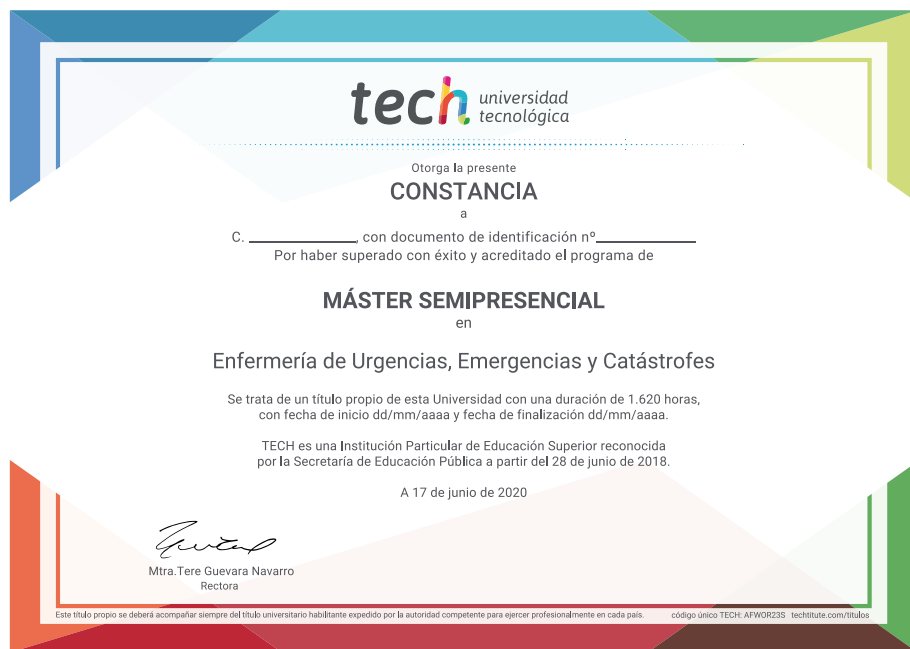 tech universidad
tecnológica
Otorga la presente
CONSTANCIA
a
C. ____________, con documento de identificación nº___________
Por haber superado con éxito y acreditado el programa de
MÁSTER SEMIPRESENCIAL
en
Enfermería de Urgencias, Emergencias y Catástrofes
Se trata de un título propio de esta Universidad con una duración de 1.620 horas,
con fecha de inicio dd/mm/aaaa y fecha de finalización dd/mm/aaaa.
TECH es una Institución Particular de Educación Superior reconocida
por la Secretaría de Educación Pública a partir del 28 de junio de 2018.
A 17 de junio de 2020
Mtra.Tere Guevara Navarro
Rectora
Este título propio se deberá acompañar siempre del título universitario habilitante expedido por la autoridad competente para ejercer profesionalmente en cada país. código único TECH: AFWOR23S techtitute.com/titulos